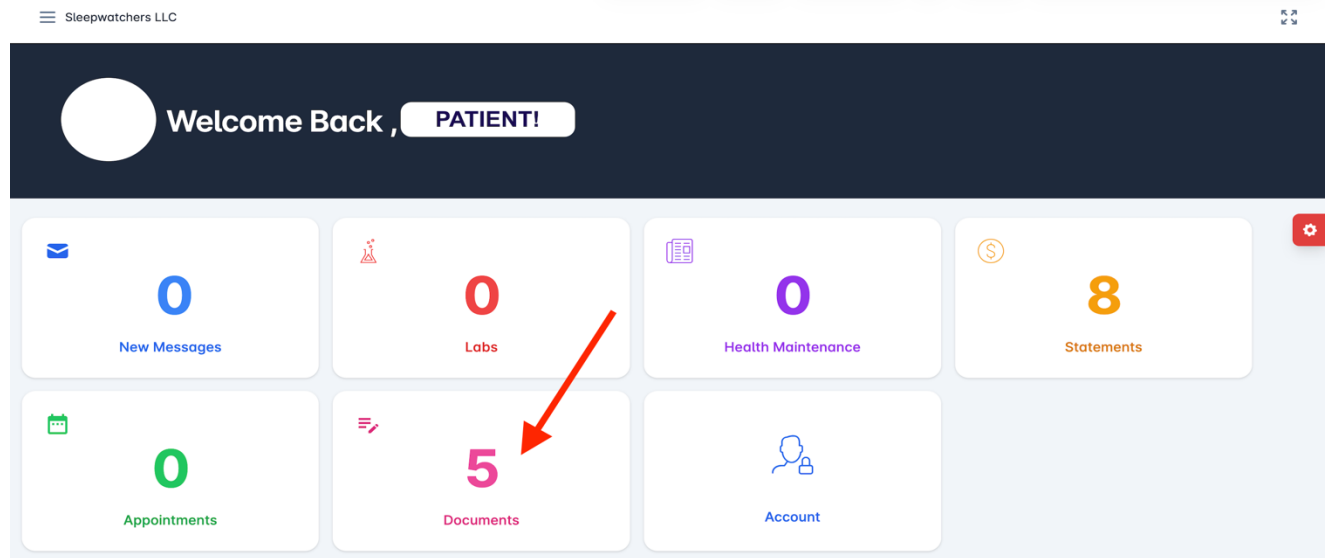 Sleepwatchers LLC
Welcome Back , PATIENT!
0
New Messages
0
Labs
0
Health Maintenance
$
8
Statements
0
Appointments
5
Documents
Account